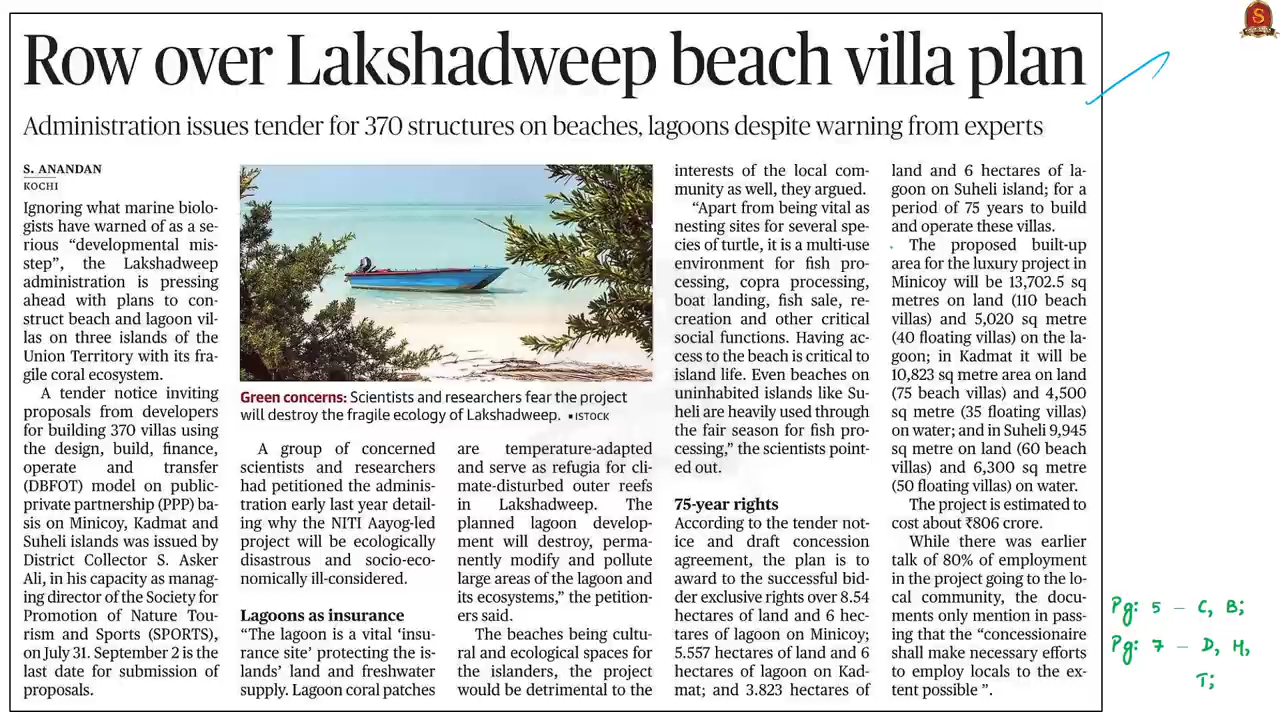 Row over Lakshadweep beach villa plan
Administration issues tender for 370 structures on beaches, lagoons despite warning from experts
S. ANANDAN
KOCHI
Ignoring what marine biolo-
gists have warned of as a se-
rious “developmental mis-
step”, the Lakshadweep
administration is pressing
ahead with plans to con-
struct beach and lagoon vil-
las on three islands of the
Union Territory with its fra-
gile coral ecosystem.
A tender notice inviting
proposals from developers
for building 370 villas using
the design, build, finance,
operate and transfer
(DBFOT) model on public-
private partnership (PPP) ba-
sis on Minicoy, Kadmat and
Suheli islands was issued by
District Collector S. Asker
Ali, in his capacity as manag-
ing director of the Society for
Promotion of Nature Tou-
rism and Sports (SPORTS),
on July 31. September 2 is the
last date for submission of
proposals.
Green concerns: Scientists and researchers fear the project
will destroy the fragile ecology of Lakshadweep. ▪ISTOCK
A group of concerned
scientists and researchers
had petitioned the adminis-
tration early last year detail-
ing why the NITI Aayog-led
project will be ecologically
disastrous and socio-eco-
nomically ill-considered.
Lagoons as insurance
“The lagoon is a vital ‘insu-
rance site’ protecting the is-
lands’ land and freshwater
supply. Lagoon coral patches
are temperature-adapted
and serve as refugia for cli-
mate-disturbed outer reefs
in Lakshadweep. The
planned lagoon develop-
ment will destroy, perma-
nently modify and pollute
large areas of the lagoon and
its ecosystems,” the petition-
ers said.
The beaches being cultu-
ral and ecological spaces for
the islanders, the project
would be detrimental to the
interests of the local com-
munity as well, they argued.
“Apart from being vital as
nesting sites for several spe-
cies of turtle, it is a multi-use
environment for fish pro-
cessing, copra processing,
boat landing, fish sale, re-
creation and other critical
social functions. Having ac-
cess to the beach is critical to
island life. Even beaches on
uninhabited islands like Su-
heli are heavily used through
the fair season for fish pro-
cessing,” the scientists point-
ed out.
75-year rights
According to the tender not-
ice and draft concession
agreement, the plan is to
award to the successful bid-
der exclusive rights over 8.54
hectares of land and 6 hec-
tares of lagoon on Minicoy;
5.557 hectares of land and 6
hectares of lagoon on Kad-
mat; and 3.823 hectares of
land and 6 hectares of la-
goon on Suheli island; for a
period of 75 years to build
and operate these villas.
The proposed built-up
area for the luxury project in
Minicoy will be 13,702.5 sq
metres on land (110 beach
villas) and 5,020 sq metre
(40 floating villas) on the la-
goon; in Kadmat it will be
10,823 sq metre area on land
(75 beach villas) and 4,500
sq metre (35 floating villas)
on water; and in Suheli 9,945
sq metre on land (60 beach
villas) and 6,300 sq metre
(50 floating villas) on water.
The project is estimated to
cost about ₹806 crore.
While there was earlier
talk of 80% of employment
in the project going to the lo-
cal community, the docu-
ments only mention in pass-
ing that the “concessionaire
shall make necessary efforts
to employ locals to the ex-
tent possible ”.
S
Pg: 5 – C, B;
Pg: 7 – D, H,
T;